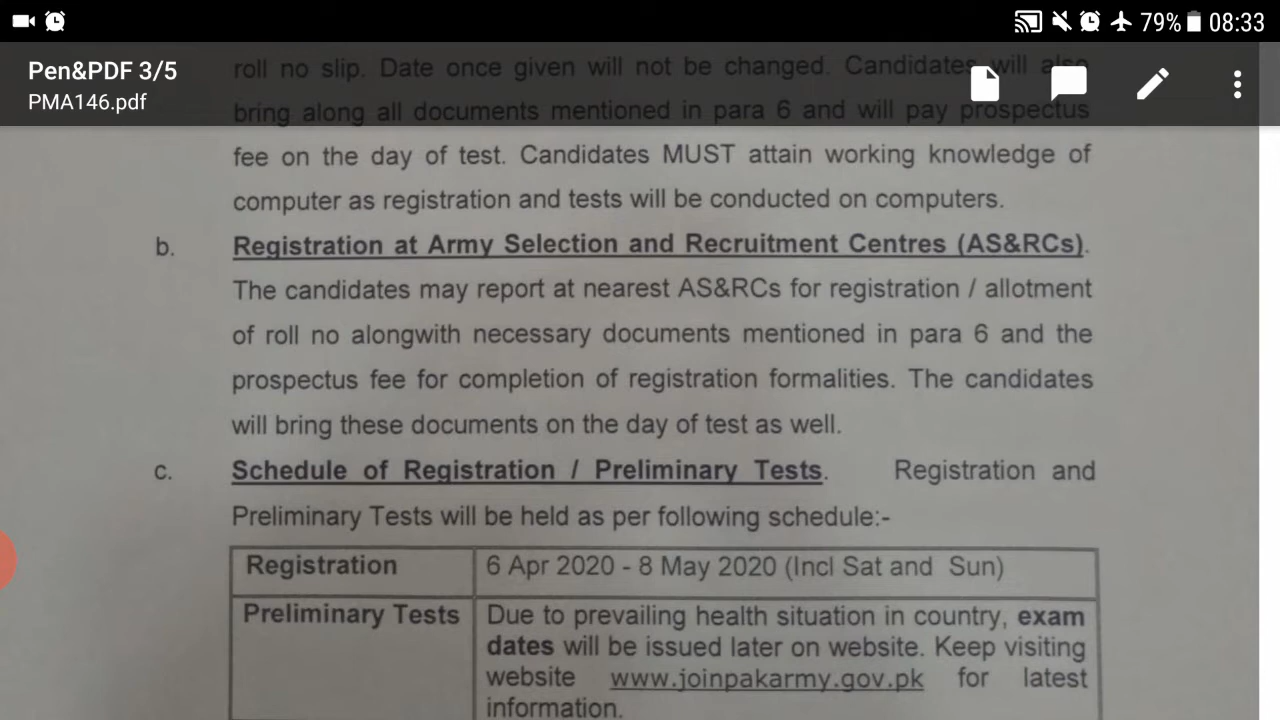 79% 08:33
Pen&PDF 3/5
PMA146.pdf
roll no slip. Date once given will not be changed. Candidates will also
bring along all documents mentioned in para 6 and will pay prospectus
fee on the day of test. Candidates MUST attain working knowledge of
computer as registration and tests will be conducted on computers.
b. Registration at Army Selection and Recruitment Centres (AS&RCs).
The candidates may report at nearest AS&RCs for registration / allotment
of roll no alongwith necessary documents mentioned in para 6 and the
prospectus fee for completion of registration formalities. The candidates
will bring these documents on the day of test as well.
c. Schedule of Registration / Preliminary Tests. Registration and
Preliminary Tests will be held as per following schedule:-
Registration 6 Apr 2020 - 8 May 2020 (Incl Sat and Sun)
Preliminary Tests Due to prevailing health situation in country, exam
dates will be issued later on website. Keep visiting
website www.joinpakarmy.gov.pk for latest
information.